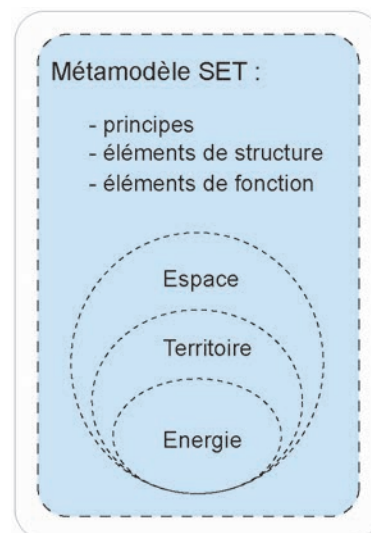 Métamodèle SET :
- principes
- éléments de structure
- éléments de fonction
Espace
Territoire
Energie